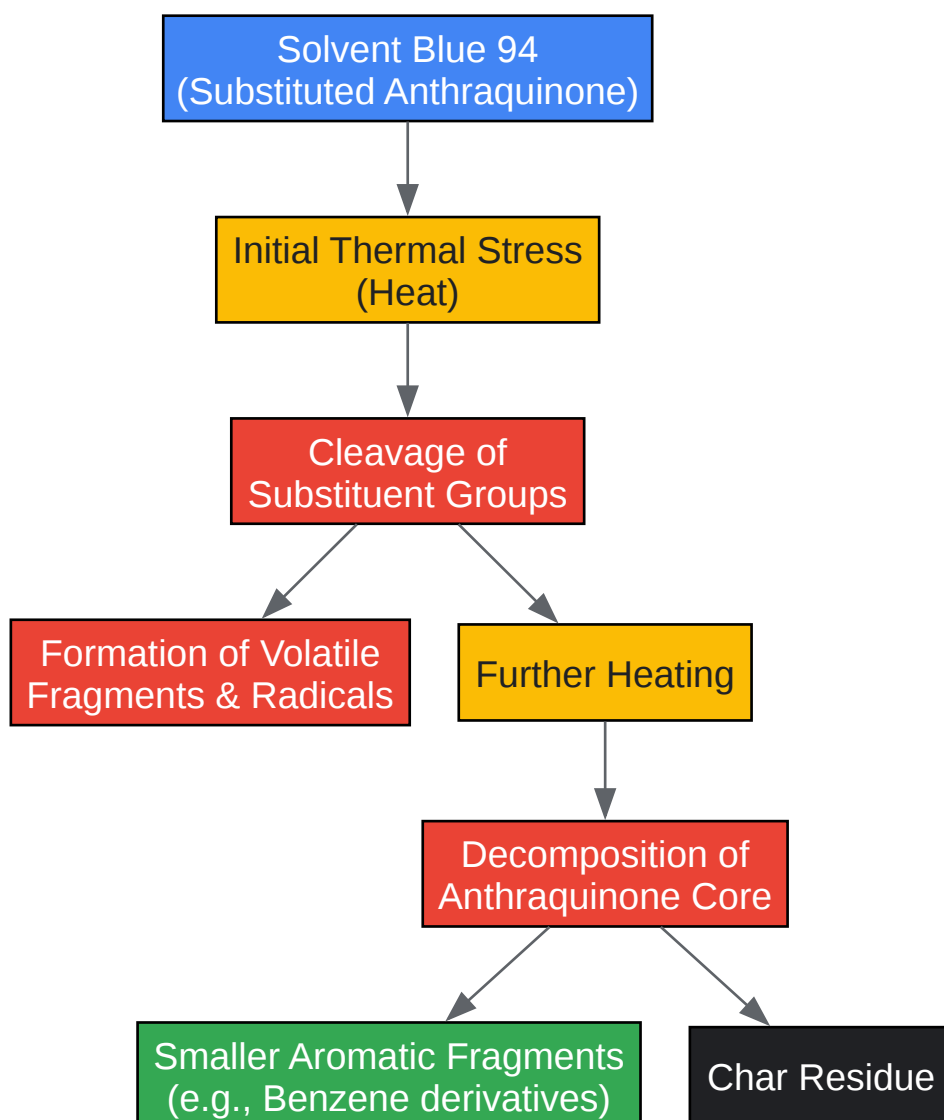 Solvent Blue 94
(Substituted Anthraquinone)
Initial Thermal Stress
(Heat)
Cleavage of
Substituent Groups
Formation of Volatile
Fragments & Radicals
Further Heating
Decomposition of
Anthraquinone Core
Smaller Aromatic Fragments
(e.g., Benzene derivatives)
Char Residue